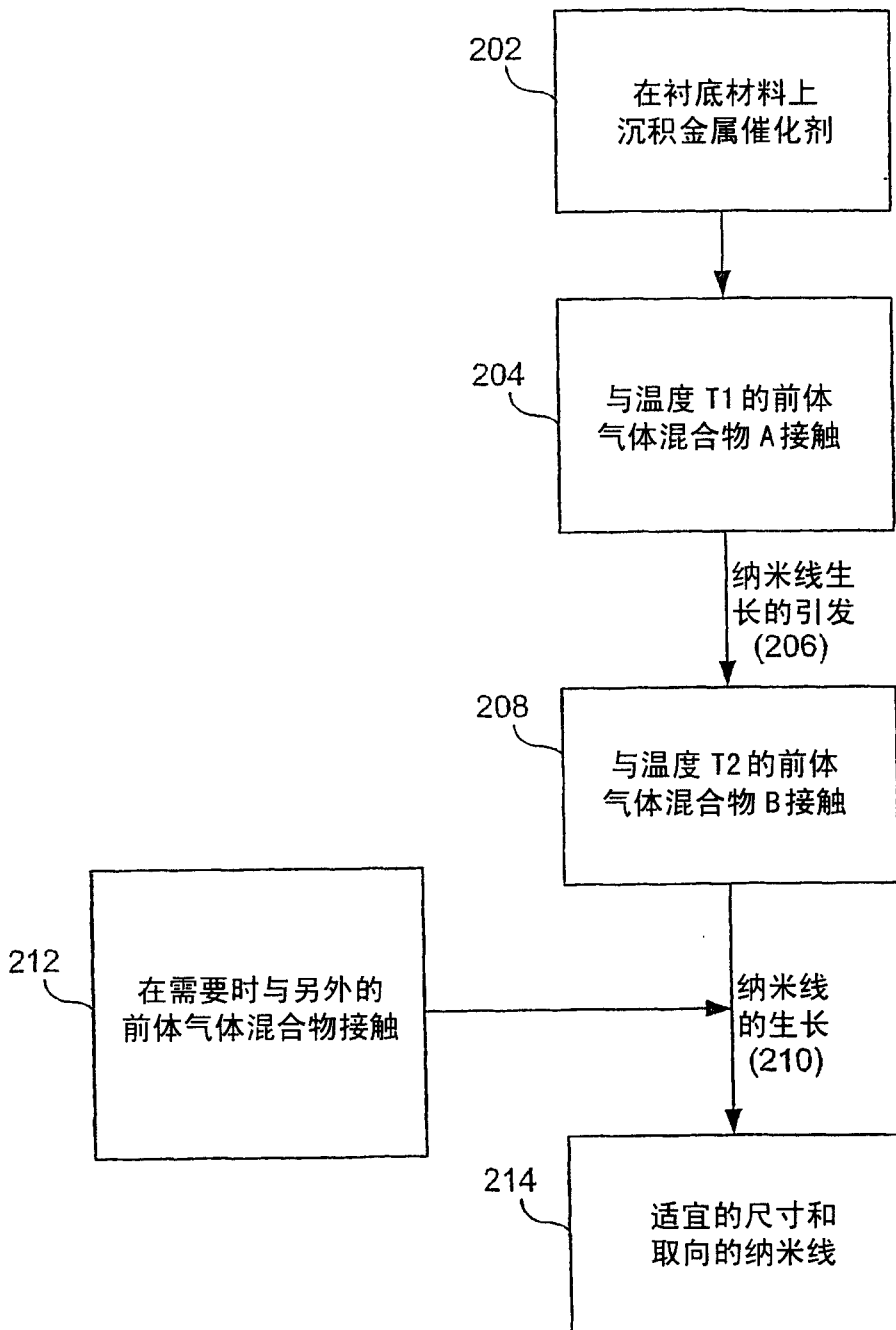 202
在衬底材料上
沉积金属催化剂
204
与温度 T1 的前体
气体混合物 A 接触
纳米线生
长的引发
(206)
208
与温度 T2 的前体
气体混合物 B 接触
212
在需要时与另外的
前体气体混合物接触
纳米线
的生长
(210)
214
适宜的尺寸和
取向的纳米线